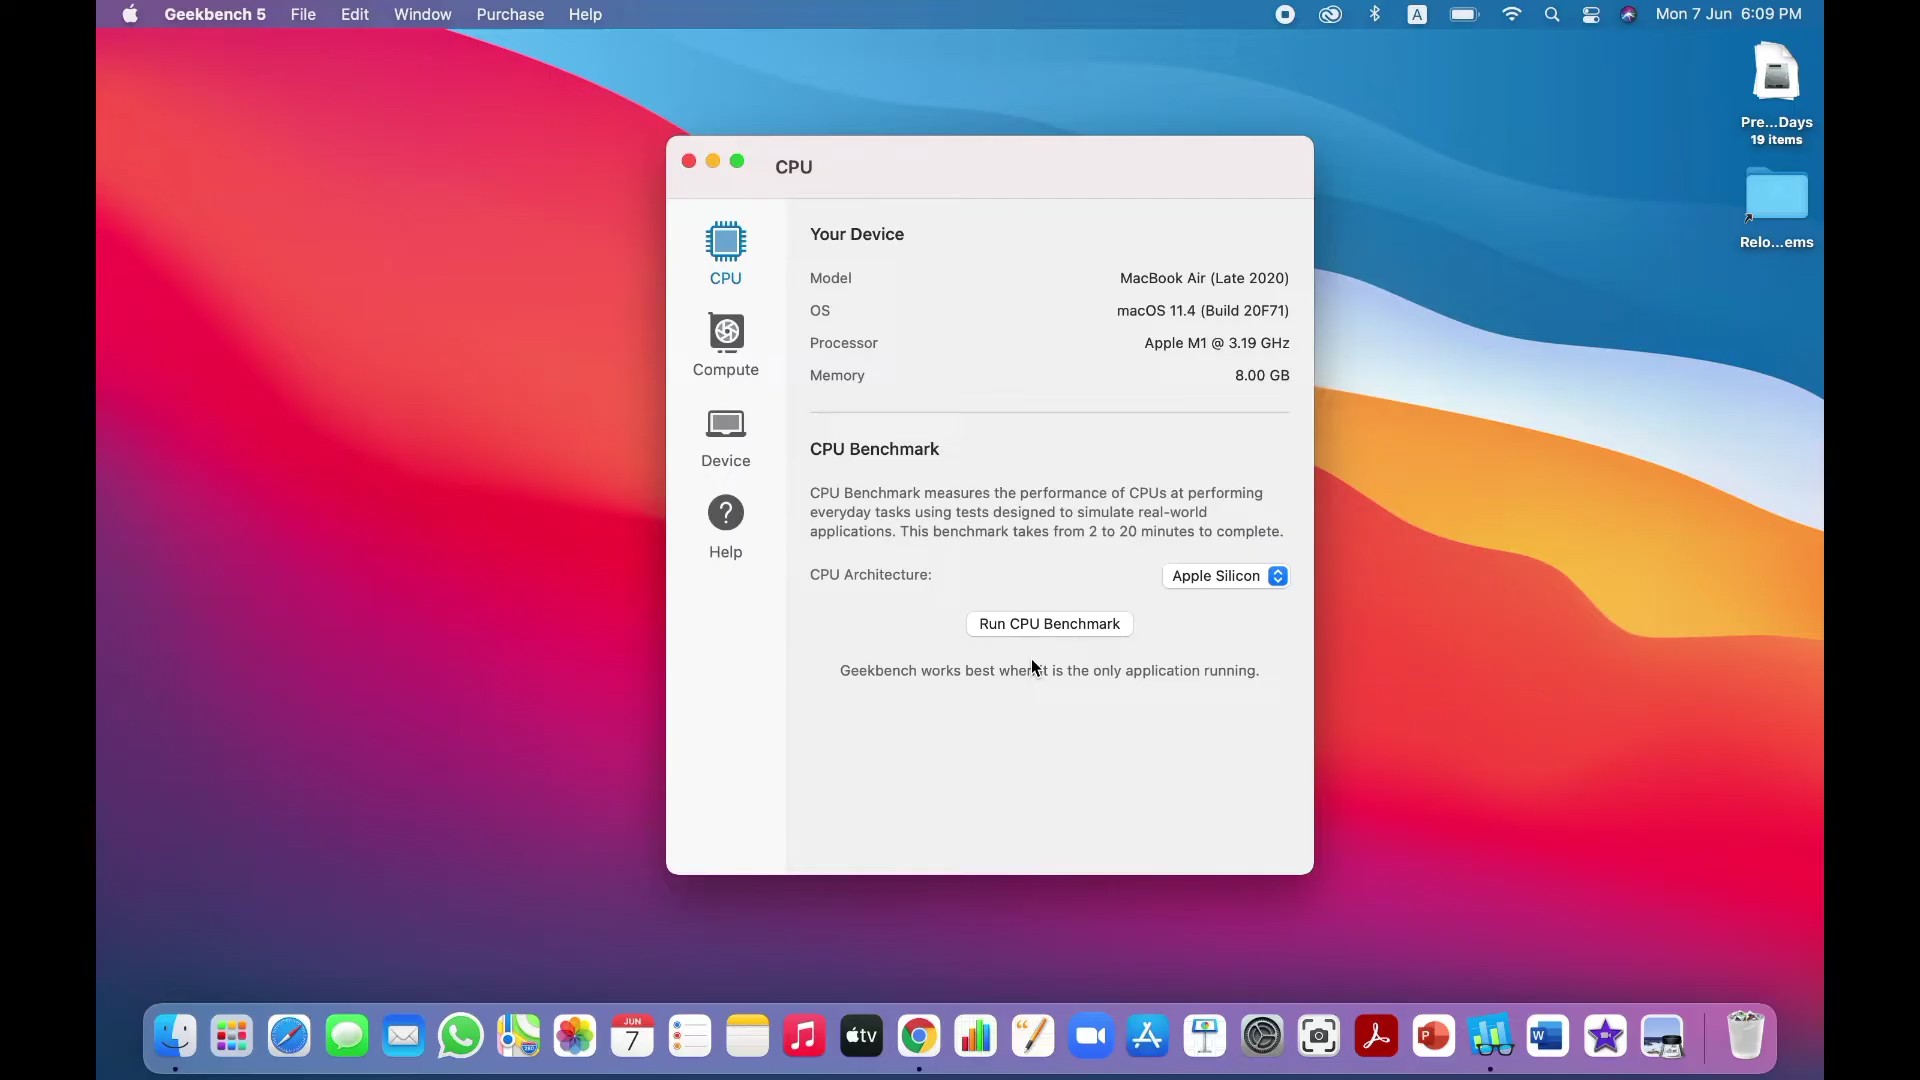 Geekbench 5 File Edit Window Purchase Help
A Mon 7 Jun 6:09 PM
Pre...Days
19 items
Relo...ems
CPU
CPU
Compute
Device
?
Help
Your Device
Model MacBook Air (Late 2020)
OS macOS 11.4 (Build 20F71)
Processor Apple M1 @ 3.19 GHz
Memory 8.00 GB
CPU Benchmark
CPU Benchmark measures the performance of CPUs at performing
everyday tasks using tests designed to simulate real-world
applications. This benchmark takes from 2 to 20 minutes to complete.
CPU Architecture: Apple Silicon
Run CPU Benchmark
Geekbench works best when it is the only application running.
JUN
7
tv
P
W